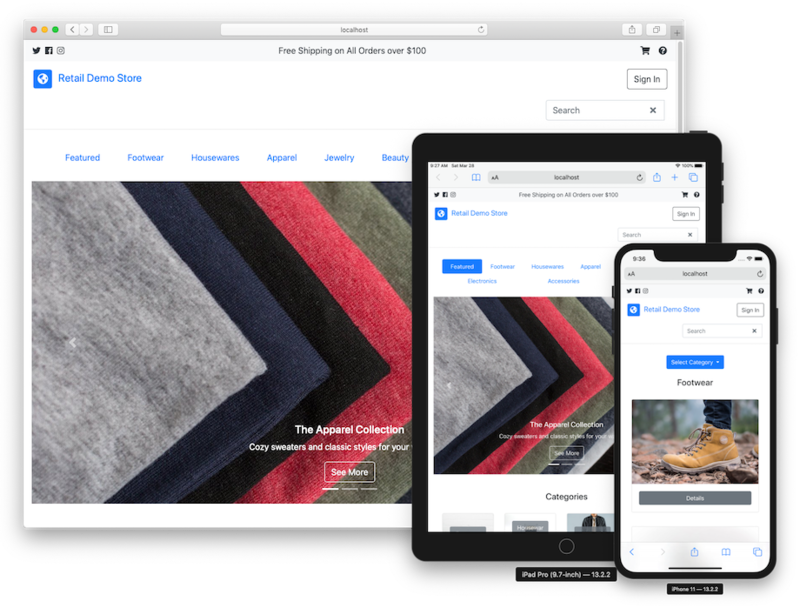 localhost
Free Shipping on All Orders over $100
Retail Demo Store
Sign In
Search
Featured Footwear Housewares Apparel Jewelry Beauty
The Apparel Collection
Cozy sweaters and classic styles for your
See More
9:27 AM Sat Mar 28
100%
AA localhost
Free Shipping on All Orders over $100
Retail Demo Store
Sign In
Search
Featured Footwear Housewares Apparel
Electronics Accessories
The Apparel Collection
Cozy sweaters and classic styles for your
See More
Categories
iPad Pro (9.7-inch) — 13.2.2
9:36
AA localhost
Retail Demo Store
Sign In
Search
Select Category
Footwear
Details
iPhone 11 — 13.2.2